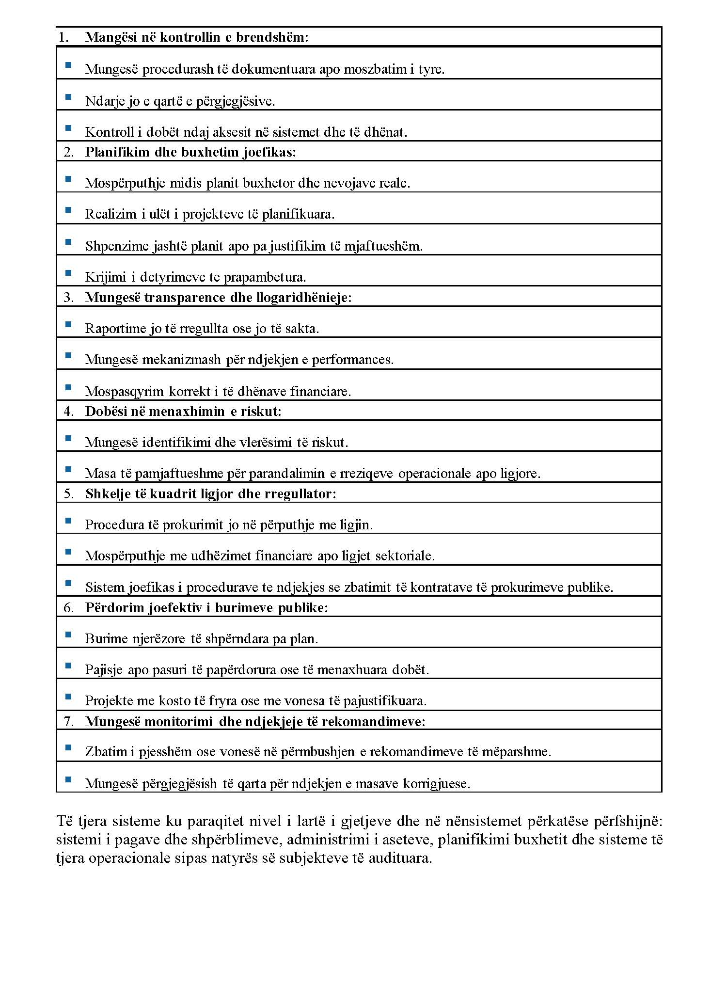 1. Mangësi në kontrollin e brendshëm:
▪ Mungesë procedurash të dokumentuara apo moszbatim i tyre.
▪ Ndarje jo e qartë e përgjegjësive.
▪ Kontroll i dobët ndaj aksesit në sistemet dhe të dhënat.
2. Planifikim dhe buxhetim joefikas:
▪ Mospërputhje midis planit buxhetor dhe nevojave reale.
▪ Realizim i ulët i projekteve të planifikuara.
▪ Shpenzime jashtë planit apo pa justifikim të mjaftueshëm.
▪ Krijimi i detyrimeve te prapambetura.
3. Mungesë transparence dhe llogaridhënieje:
▪ Raportime jo të rregullta ose jo të sakta.
▪ Mungesë mekanizmash për ndjekjen e performances.
▪ Mospasqyrim korrekt i të dhënave financiare.
4. Dobësi në menaxhimin e riskut:
▪ Mungesë identifikimi dhe vlerësimi të riskut.
▪ Masa të pamjaftueshme për parandalimin e rreziqeve operacionale apo ligjore.
5. Shkelje të kuadrit ligjor dhe rregullator:
▪ Procedura të prokurimit jo në përputhje me ligjin.
▪ Mospërputhje me udhëzimet financiare apo ligjet sektoriale.
▪ Sistem joefikas i procedurave te ndjekjes se zbatimit të kontratave të prokurimeve publike.
6. Përdorim joefektiv i burimeve publike:
▪ Burime njerëzore të shpërndara pa plan.
▪ Pajisje apo pasuri të papërdorura ose të menaxhuara dobët.
▪ Projekte me kosto të fryra ose me vonesa të pajustifikuara.
7. Mungesë monitorimi dhe ndjekjeje të rekomandimeve:
▪ Zbatim i pjesshëm ose vonesë në përmbushjen e rekomandimeve të mëparshme.
▪ Mungesë përgjegjësish të qarta për ndjekjen e masave korrigjuese.
Të tjera sisteme ku paraqitet nivel i lartë i gjetjeve dhe në nënsistemet përkatëse përfshijnë:
sistemi i pagave dhe shpërblimeve, administrimi i aseteve, planifikimi buxhetit dhe sisteme të
tjera operacionale sipas natyrës së subjekteve të audituara.